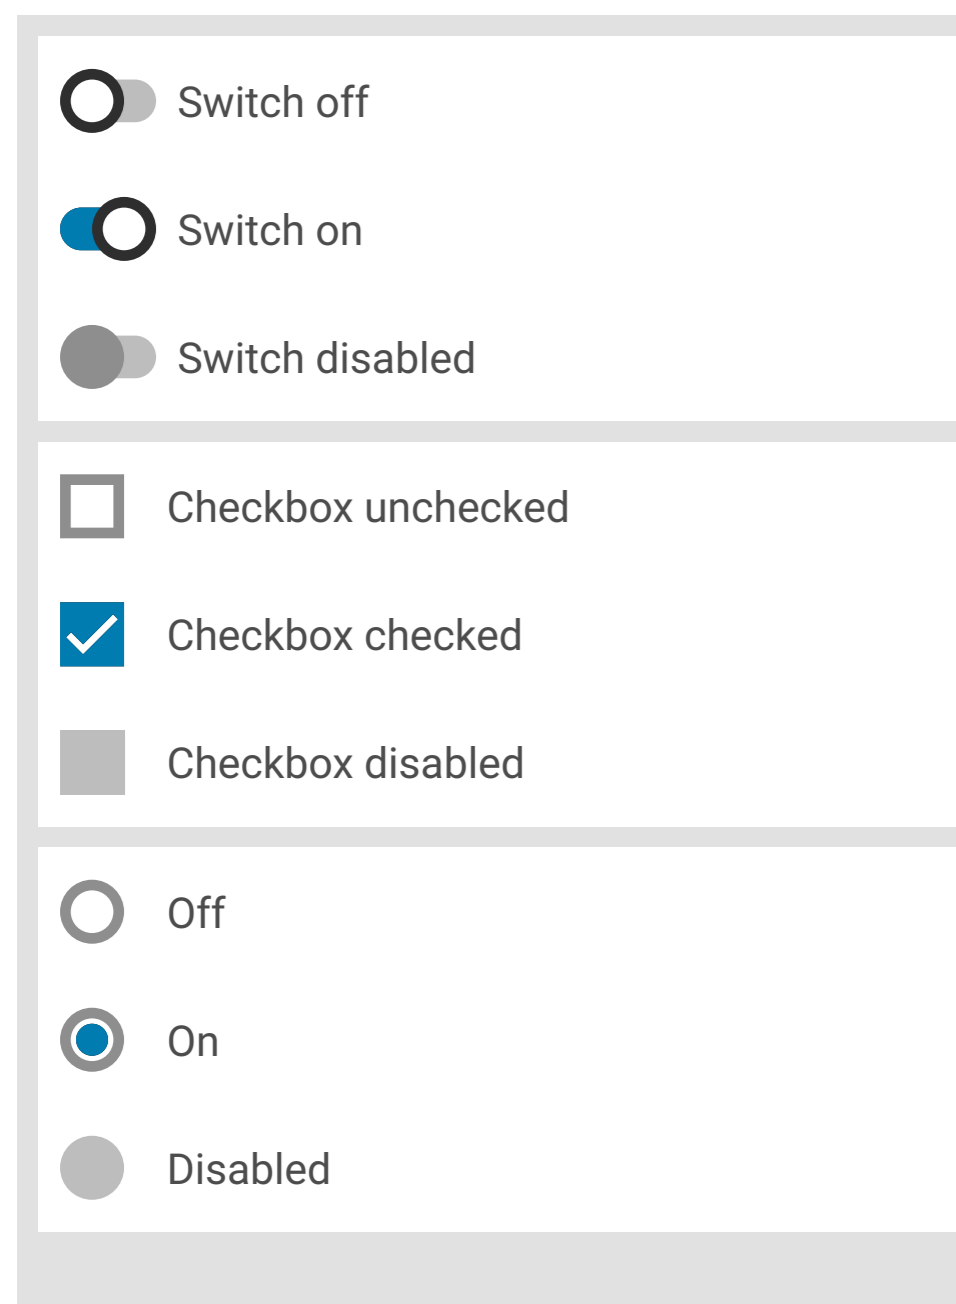 Switch off
Switch on
Switch disabled
Checkbox unchecked
Checkbox checked
Checkbox disabled
Off
On
Disabled